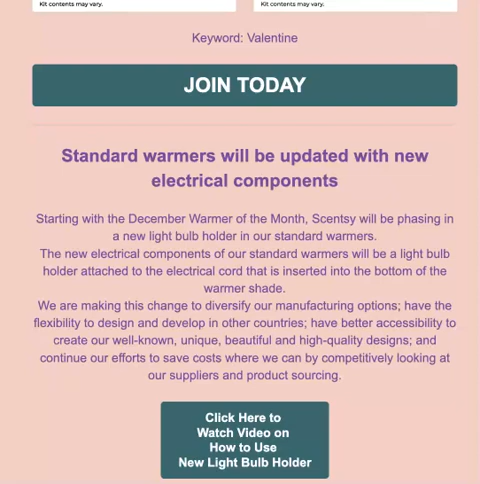 Kit contents may vary.
Kit contents may vary.
Keyword: Valentine
JOIN TODAY
Standard warmers will be updated with new
electrical components
Starting with the December Warmer of the Month, Scentsy will be phasing in
a new light bulb holder in our standard warmers.
The new electrical components of our standard warmers will be a light bulb
holder attached to the electrical cord that is inserted into the bottom of the
warmer shade.
We are making this change to diversify our manufacturing options; have the
flexibility to design and develop in other countries; have better accessibility to
create our well-known, unique, beautiful and high-quality designs; and
continue our efforts to save costs where we can by competitively looking at
our suppliers and product sourcing.
Click Here to
Watch Video on
How to Use
New Light Bulb Holder